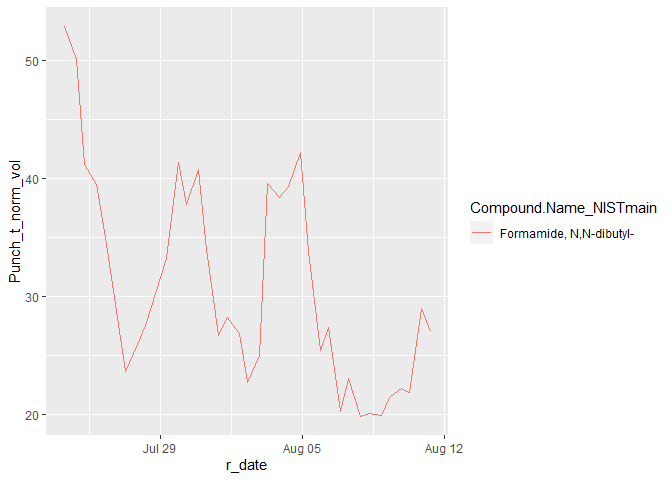 50
40
30
20
Punch_t_norm_vol
Jul 29
Aug 05
Aug 12
r_date
Compound.Name_NISTmain
Formamide, N,N-dibutyl-